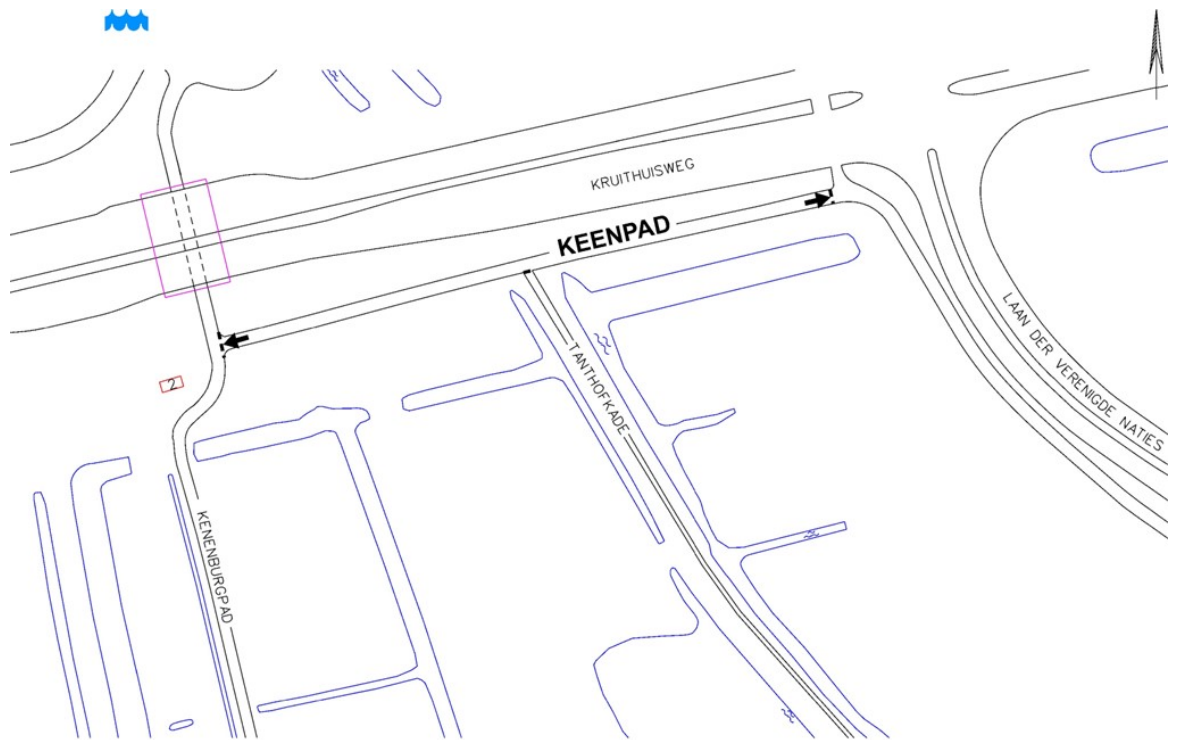 KRUITHUISWEG
KEENPAD
LAAN DER VERENIGDE NATIES
TANTHOFKADE
2
KENENBURGPAD